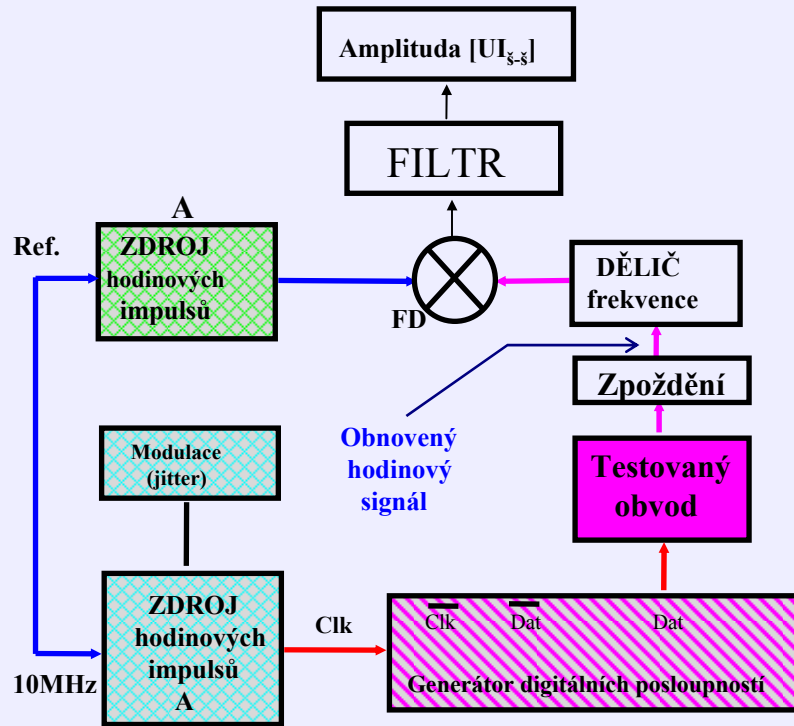 Amplituda [UIš-š]
FILTR
A
Ref.
ZDROJ
hodinových
impulsů
FD
DĚLIČ
frekvence
Zpoždění
Obnovený
hodinový
signál
Modulace
(jitter)
Testovaný
obvod
ZDROJ
hodinových
impulsů
A
10MHz
Clk
Clk Dat Dat
Generátor digitálních posloupností